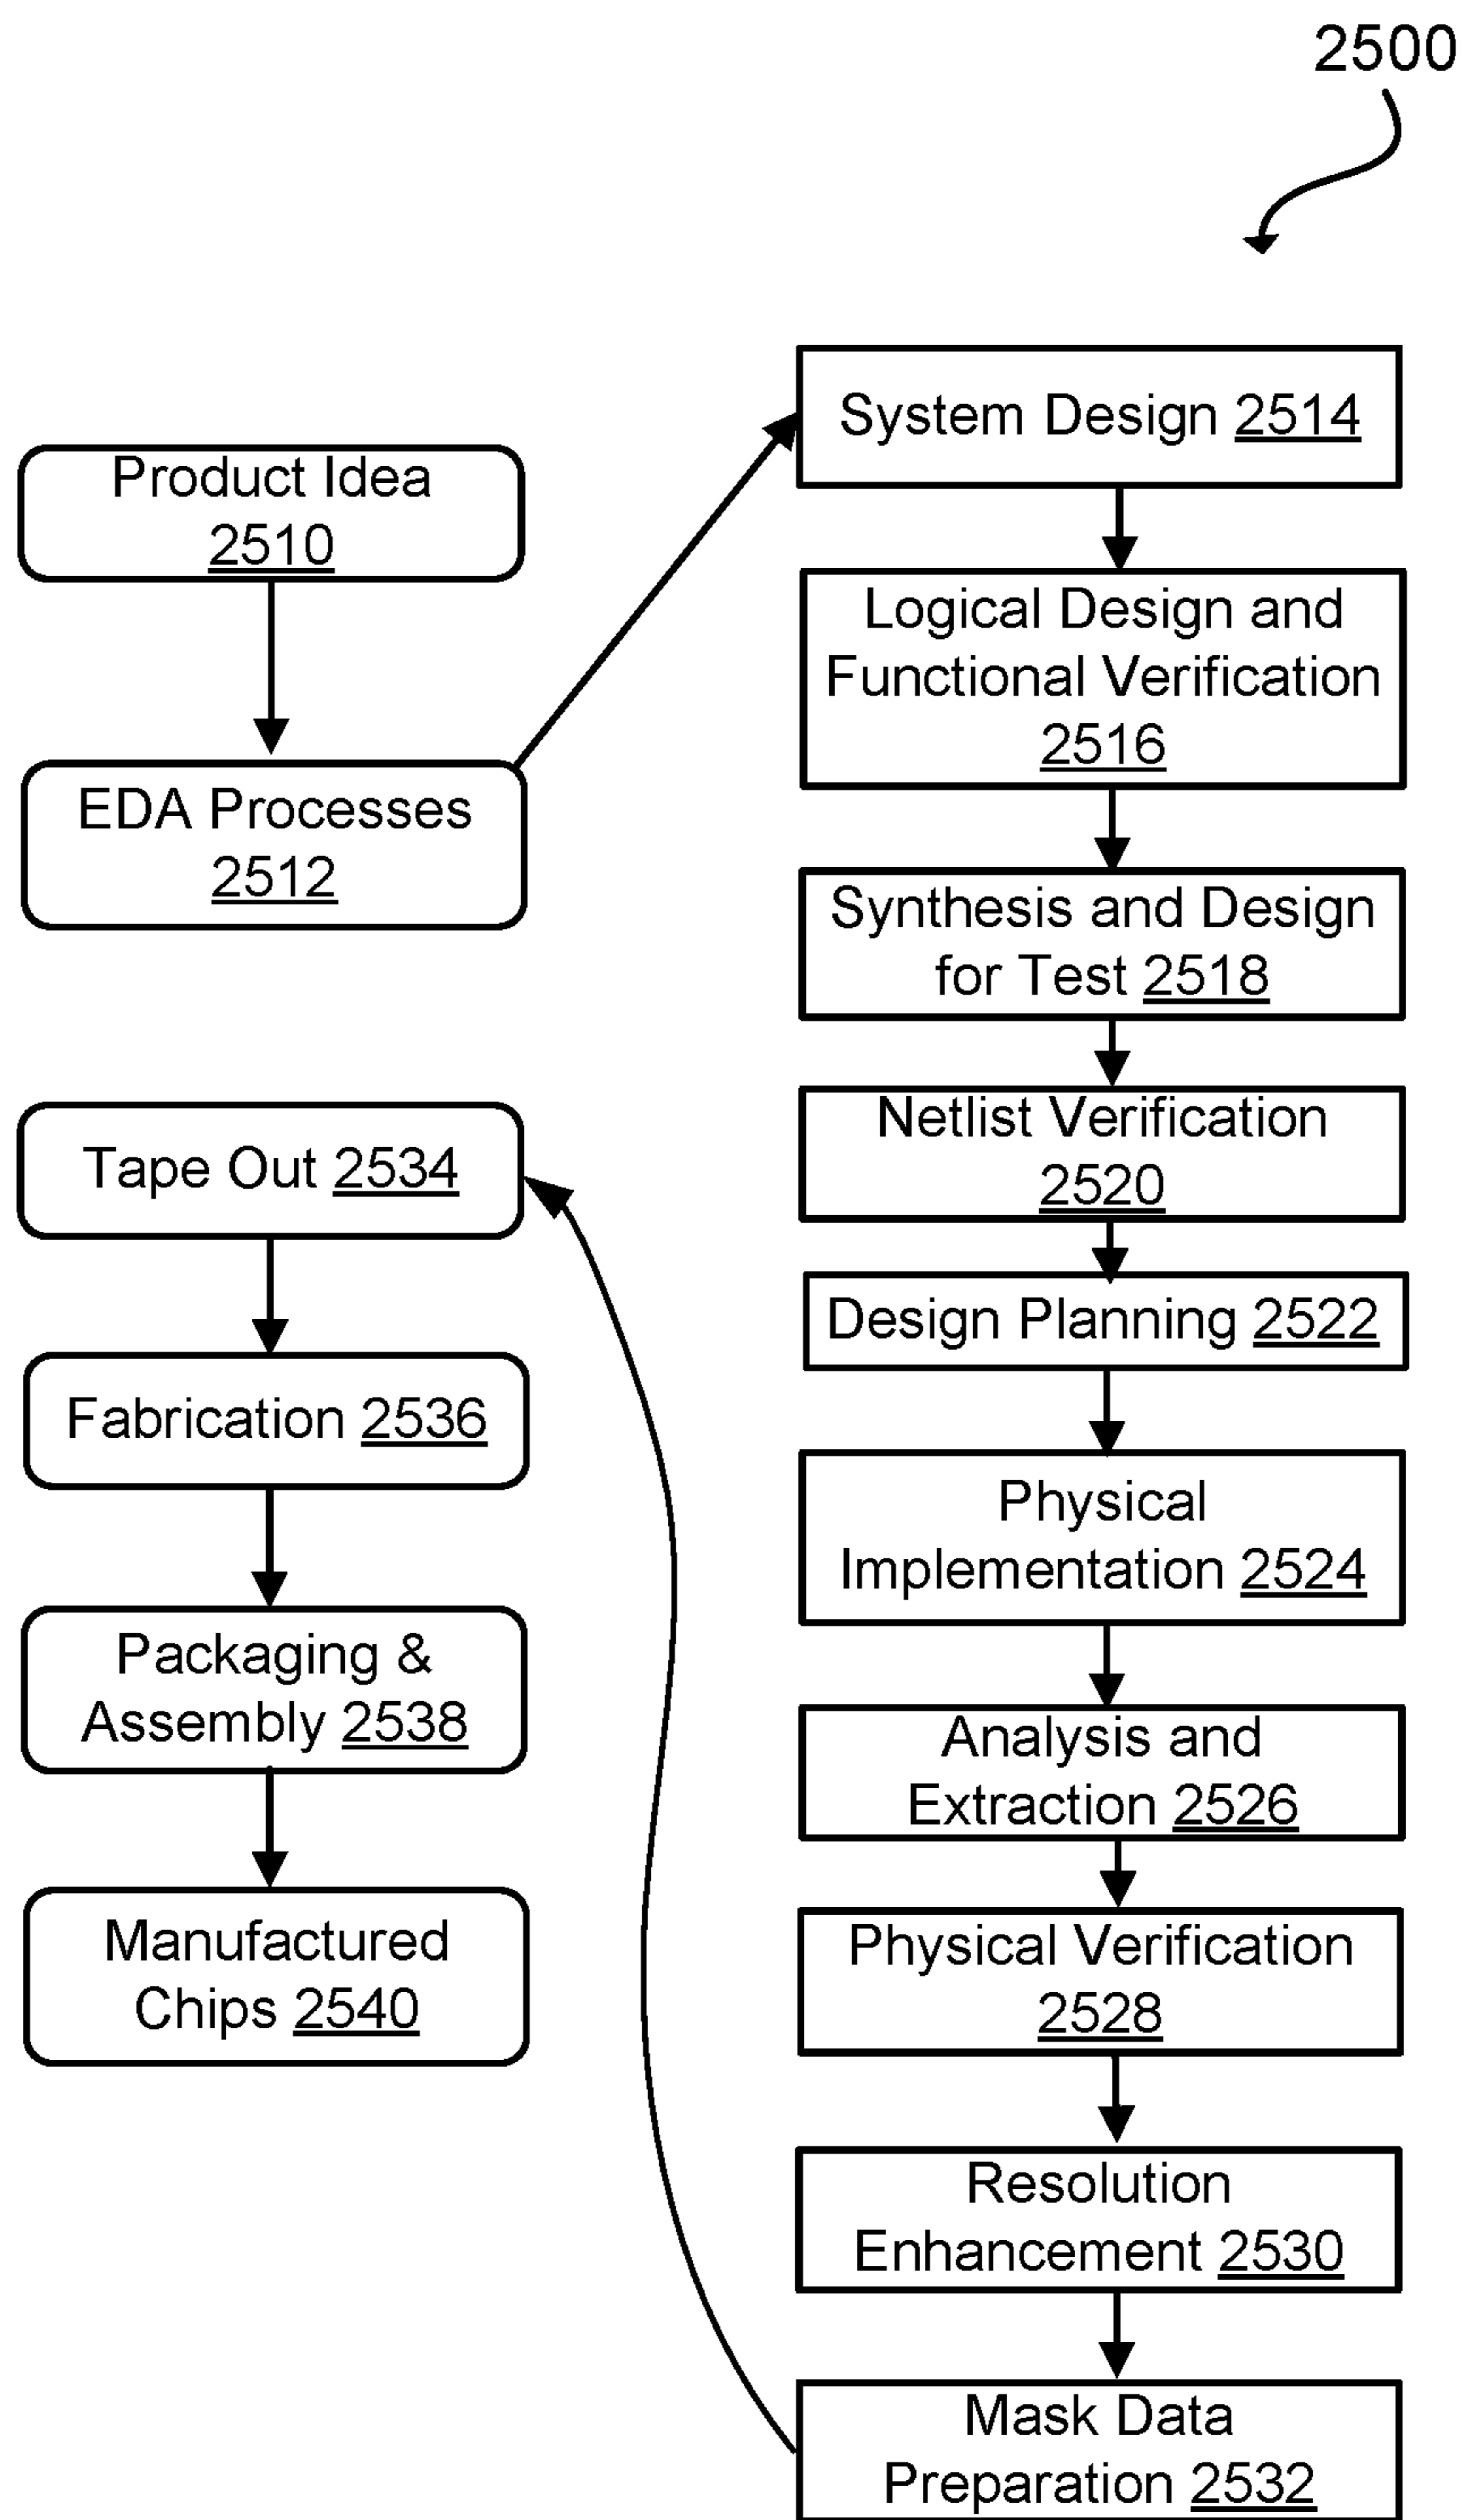 2500
Product Idea
2510
EDA Processes
2512
System Design 2514
Logical Design and
Functional Verification
2516
Synthesis and Design
for Test 2518
Netlist Verification
2520
Design Planning 2522
Physical
Implementation 2524
Analysis and
Extraction 2526
Physical Verification
2528
Resolution
Enhancement 2530
Mask Data
Preparation 2532
Tape Out 2534
Fabrication 2536
Packaging &
Assembly 2538
Manufactured
Chips 2540